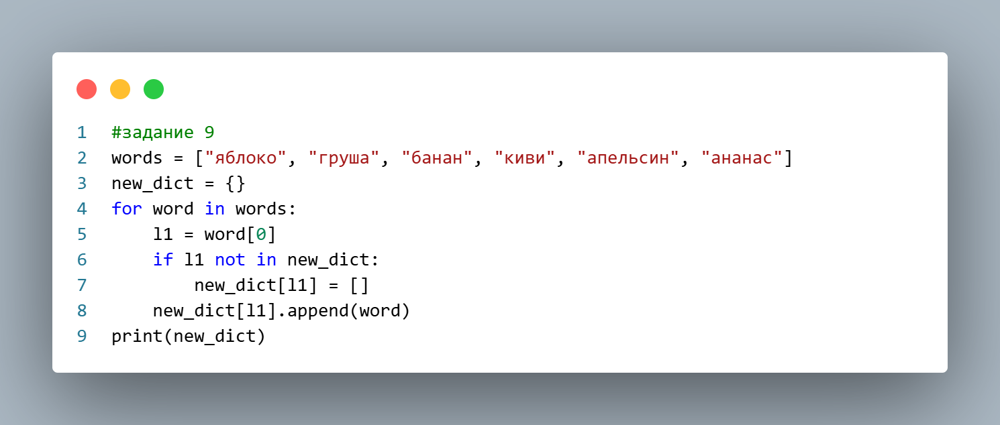 1 #задание 9
2 words = ["яблоко", "груша", "банан", "киви", "апельсин", "ананас"]
3 new_dict = {}
4 for word in words:
5     l1 = word[0]
6     if l1 not in new_dict:
7         new_dict[l1] = []
8     new_dict[l1].append(word)
9 print(new_dict)